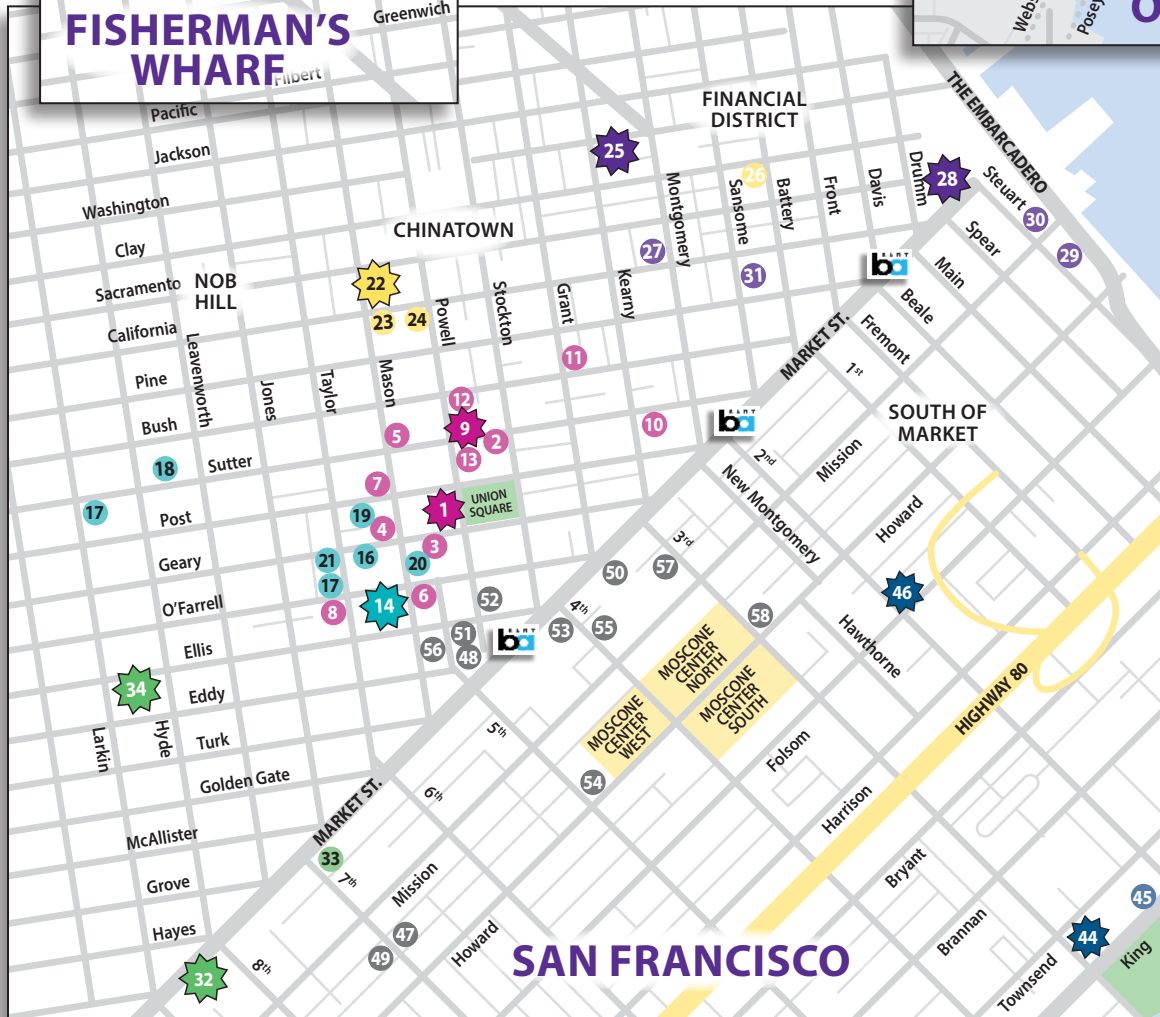 Greenwich
FISHERMAN'S
WHARF
Filbert
O
Webs
Posey
THE EMBARCADERO
Pacific
Jackson
Washington
Clay
Sacramento
California
Pine
Bush
Sutter
Post
Geary
O'Farrell
Ellis
Eddy
Turk
Golden Gate
McAllister
Grove
Hayes
NOB
HILL
CHINATOWN
FINANCIAL
DISTRICT
Leavenworth
Jones
Taylor
Mason
Powell
Stockton
Grant
Kearny
Montgomery
Sansome
Battery
Front
Davis
Drumm
Steuart
Spear
Main
Beale
Fremont
1st
2nd
New Montgomery
3rd
4th
5th
6th
7th
8th
MARKET ST.
MARKET ST.
SOUTH OF
MARKET
Mission
Howard
Hawthorne
Folsom
Harrison
HIGHWAY 80
Bryant
Brannan
Townsend
King
Mission
Howard
Larkin
Hyde
UNION
SQUARE
MOSCONE
CENTER
NORTH
MOSCONE
CENTER
SOUTH
MOSCONE
CENTER
WEST
SAN FRANCISCO
25
26
28
30
29
27
31
22
23
24
11
12
9
2
13
5
10
7
1
18
17
19
4
3
21
16
20
17
14
6
8
52
51
48
56
53
55
50
57
58
46
54
34
33
32
47
49
45
44
ba
ba
ba